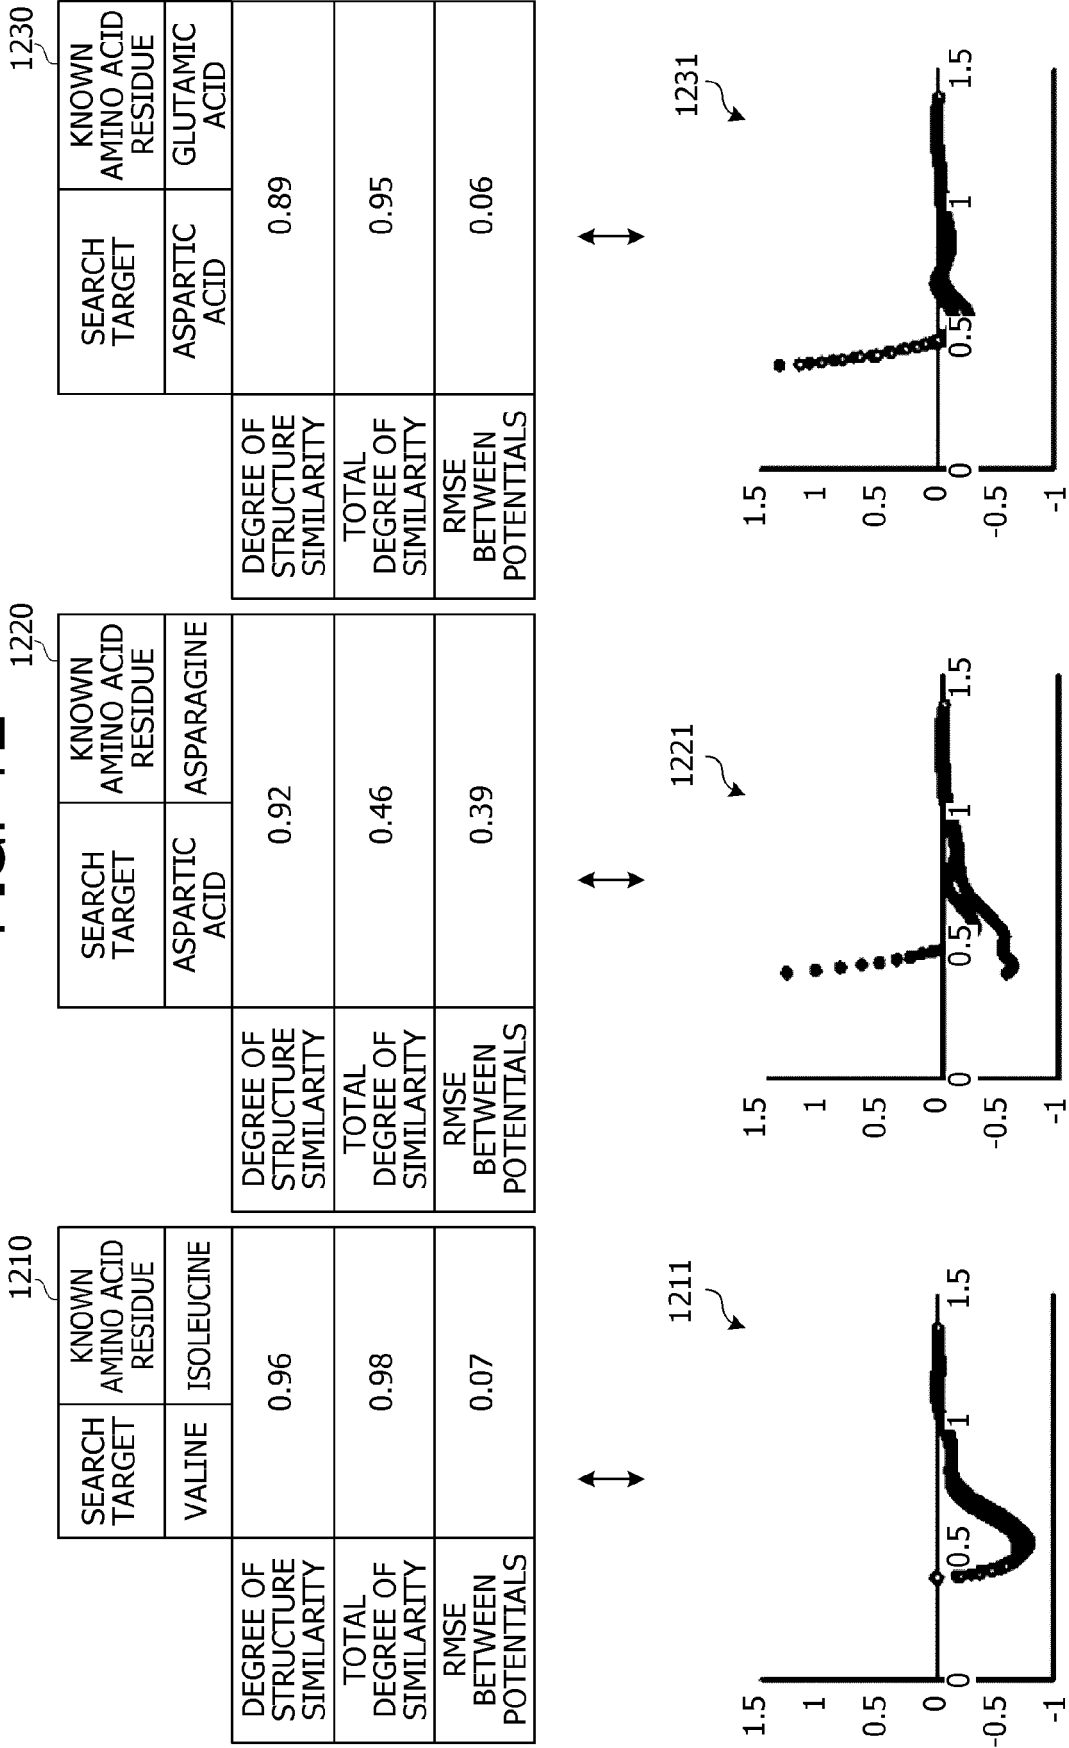 1210
SEARCH
TARGET
KNOWN
AMINO ACID
RESIDUE
VALINE
ISOLEUCINE
DEGREE OF
STRUCTURE
SIMILARITY
0.96
TOTAL
DEGREE OF
SIMILARITY
0.98
RMSE
BETWEEN
POTENTIALS
0.07
1220
SEARCH
TARGET
KNOWN
AMINO ACID
RESIDUE
ASPARTIC
ACID
ASPARAGINE
DEGREE OF
STRUCTURE
SIMILARITY
0.92
TOTAL
DEGREE OF
SIMILARITY
0.46
RMSE
BETWEEN
POTENTIALS
0.39
1230
SEARCH
TARGET
KNOWN
AMINO ACID
RESIDUE
ASPARTIC
ACID
GLUTAMIC
ACID
DEGREE OF
STRUCTURE
SIMILARITY
0.89
TOTAL
DEGREE OF
SIMILARITY
0.95
RMSE
BETWEEN
POTENTIALS
0.06
1211
1.5
1
0.5
0
-0.5
-1
0
0.5
1
1.5
1221
1.5
1
0.5
0
-0.5
-1
0
0.5
1
1.5
1231
1.5
1
0.5
0
-0.5
-1
0
0.5
1
1.5